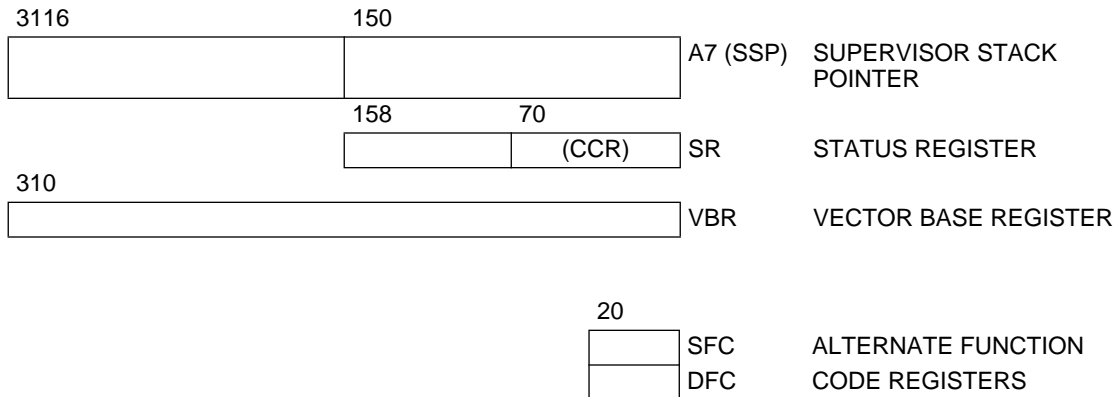 3116 150
A7 (SSP) SUPERVISOR STACK
POINTER
158 70
(CCR) SR STATUS REGISTER
310
VBR VECTOR BASE REGISTER
20
SFC ALTERNATE FUNCTION
DFC CODE REGISTERS